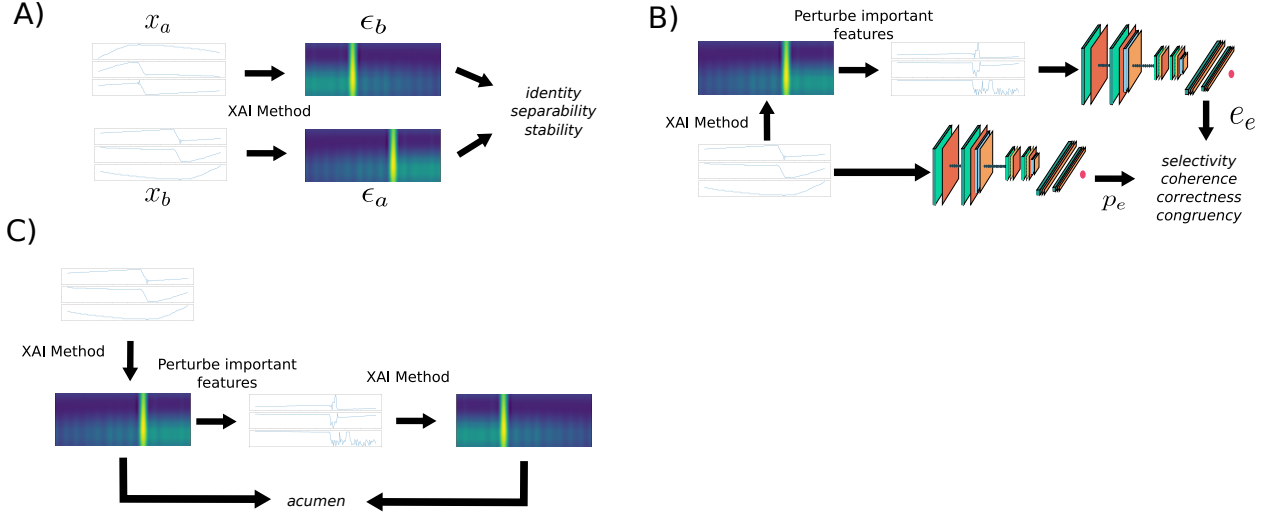 A)
x_a
ϵ_b
XAI Method
x_b
ϵ_a
identity
separability
stability
B)
Perturbe important
features
XAI Method
e_e
p_e
selectivity
coherence
correctness
congruency
C)
XAI Method
Perturbe important
features
XAI Method
acumen